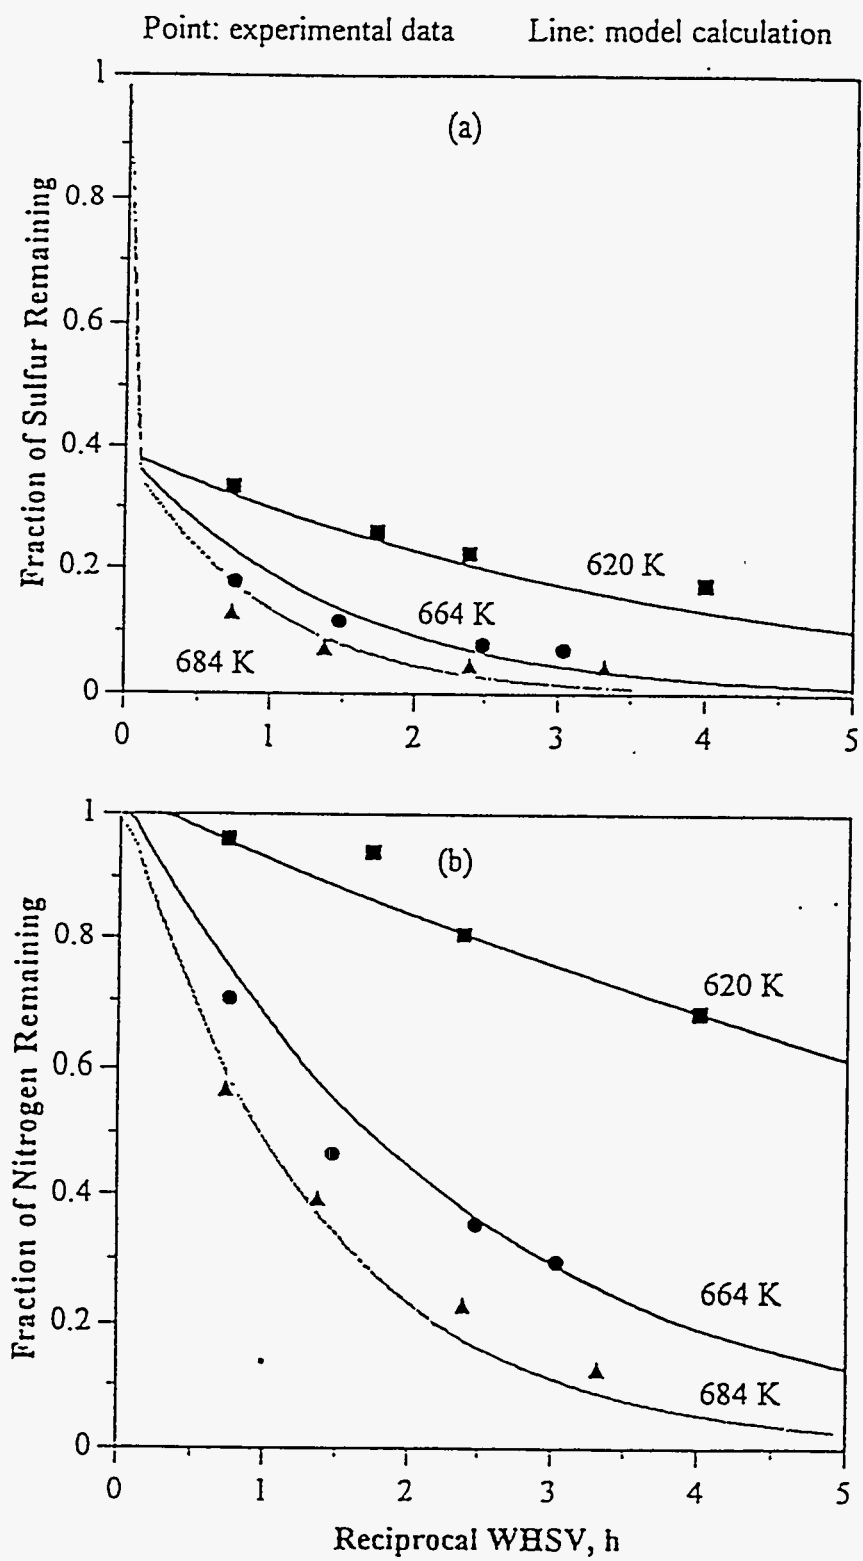 Point: experimental data Line: model calculation
(a)
Fraction of Sulfur Remaining
1
0.8
0.6
0.4
0.2
0
620 K
664 K
684 K
0 1 2 3 4 5
(b)
Fraction of Nitrogen Remaining
1
0.8
0.6
0.4
0.2
0
620 K
664 K
684 K
0 1 2 3 4 5
Reciprocal WHSV, h